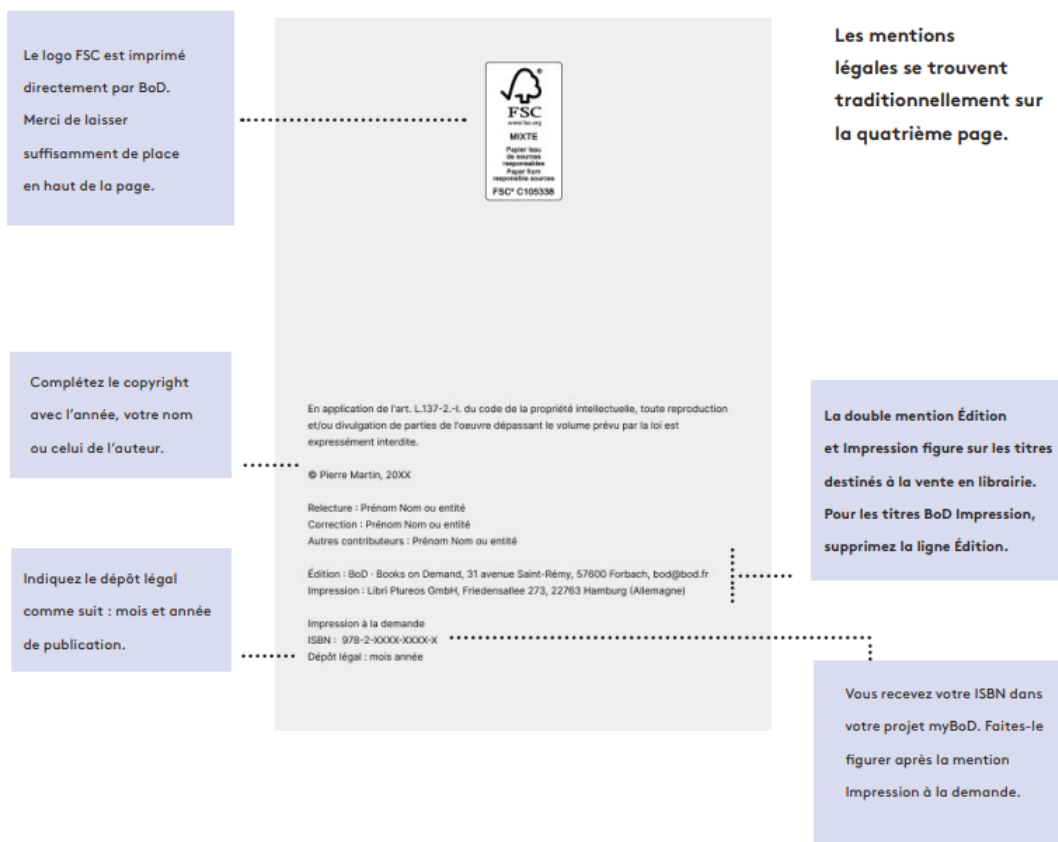 Le logo FSC est imprimé
directement par BoD.
Merci de laisser
suffisamment de place
en haut de la page.
FSC
www.fsc.org
MIXTE
Papier issu
de sources
responsables
Paper from
responsible sources
FSC® C105338
Les mentions
légales se trouvent
traditionnellement sur
la quatrième page.
Complétez le copyright
avec l'année, votre nom
ou celui de l'auteur.
En application de l'art. L.137-2.-I. du code de la propriété intellectuelle, toute reproduction
et/ou divulgation de parties de l'oeuvre dépassant le volume prévu par la loi est
expressément interdite.
© Pierre Martin, 20XX
Relecture : Prénom Nom ou entité
Correction : Prénom Nom ou entité
Autres contributeurs : Prénom Nom ou entité
Édition : BoD · Books on Demand, 31 avenue Saint-Rémy, 57600 Forbach, bod@bod.fr
Impression : Libri Plureos GmbH, Friedensallee 273, 22763 Hamburg (Allemagne)
Impression à la demande
ISBN : 978-2-XXXX-XXXX-X
Dépôt légal : mois année
La double mention Édition
et Impression figure sur les titres
destinés à la vente en librairie.
Pour les titres BoD Impression,
supprimez la ligne Édition.
Indiquez le dépôt légal
comme suit : mois et année
de publication.
Vous recevez votre ISBN dans
votre projet myBoD. Faites-le
figurer après la mention
Impression à la demande.